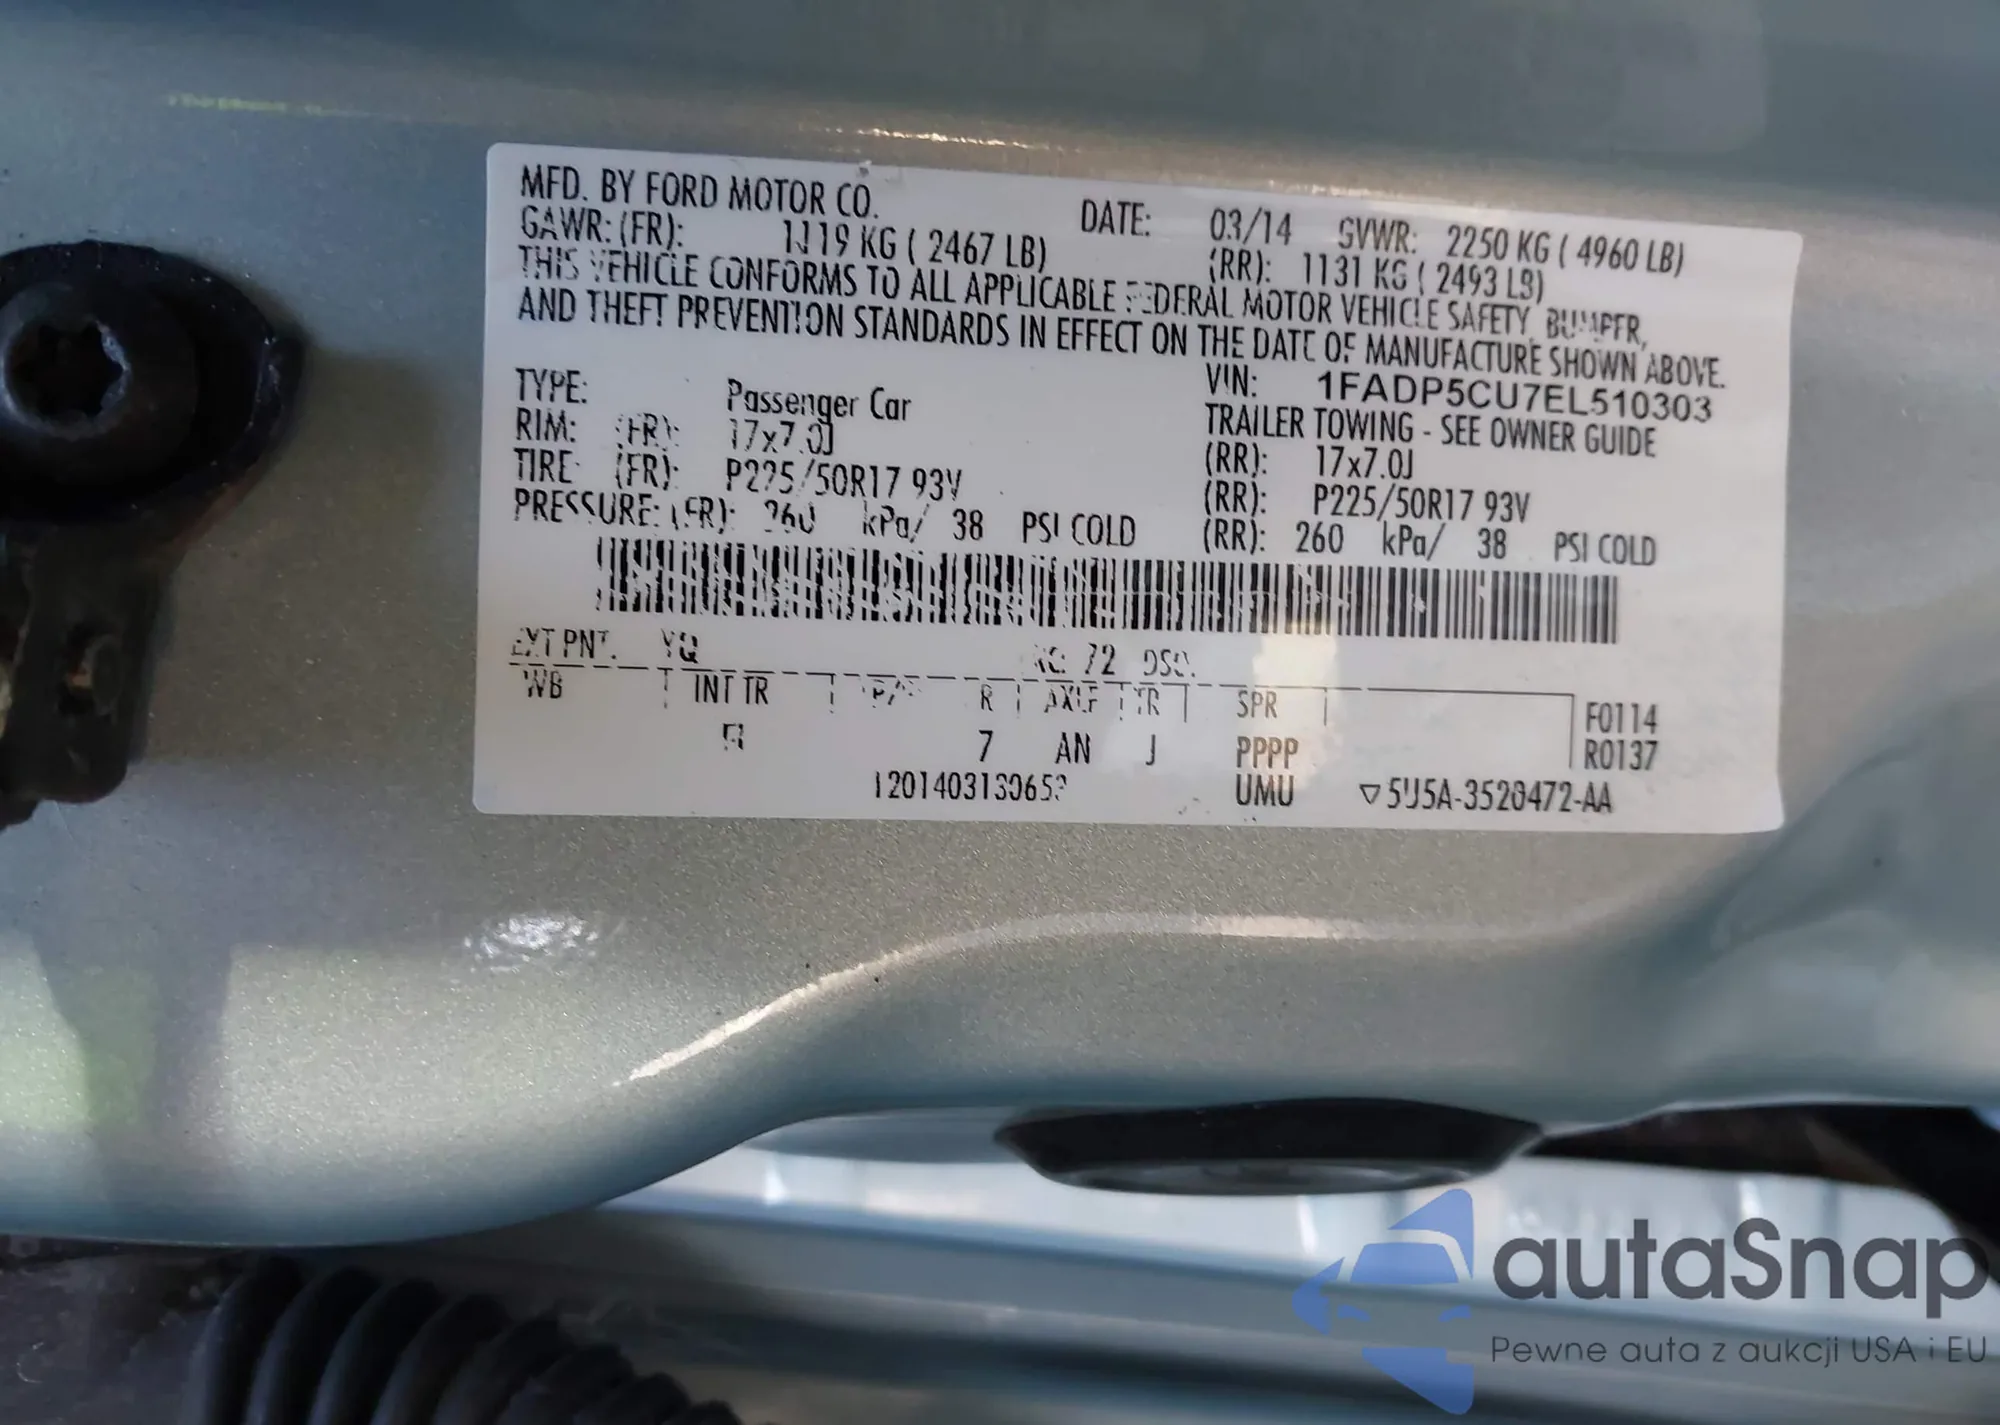 MFD. BY FORD MOTOR CO. DATE: 03/14 GVWR: 2250 KG ( 4960 LB)
GAWR: (FR): 1119 KG ( 2467 LB) (RR): 1131 KG ( 2493 LB)
THIS VEHICLE CONFORMS TO ALL APPLICABLE FEDERAL MOTOR VEHICLE SAFETY, BUMPER,
AND THEFT PREVENTION STANDARDS IN EFFECT ON THE DATE OF MANUFACTURE SHOWN ABOVE.
VIN: 1FADP5CU7EL510303
TYPE: Passenger Car TRAILER TOWING - SEE OWNER GUIDE
RIM: (FR): 17x7.0J (RR): 17x7.0J
TIRE (FR): P225/50R17 93V (RR): P225/50R17 93V
PRESSURE: (FR): 260 kPa/ 38 PSI COLD (RR): 260 kPa/ 38 PSI COLD
EXT PNT. YQ RC: 72 DSO.
WB INT TR R AXLE TR SPR F0114
7 AN J PPPP R0137
UMU ▽5U5A-3520472-AA
autaSnap
Pewne auta z aukcji USA i EU